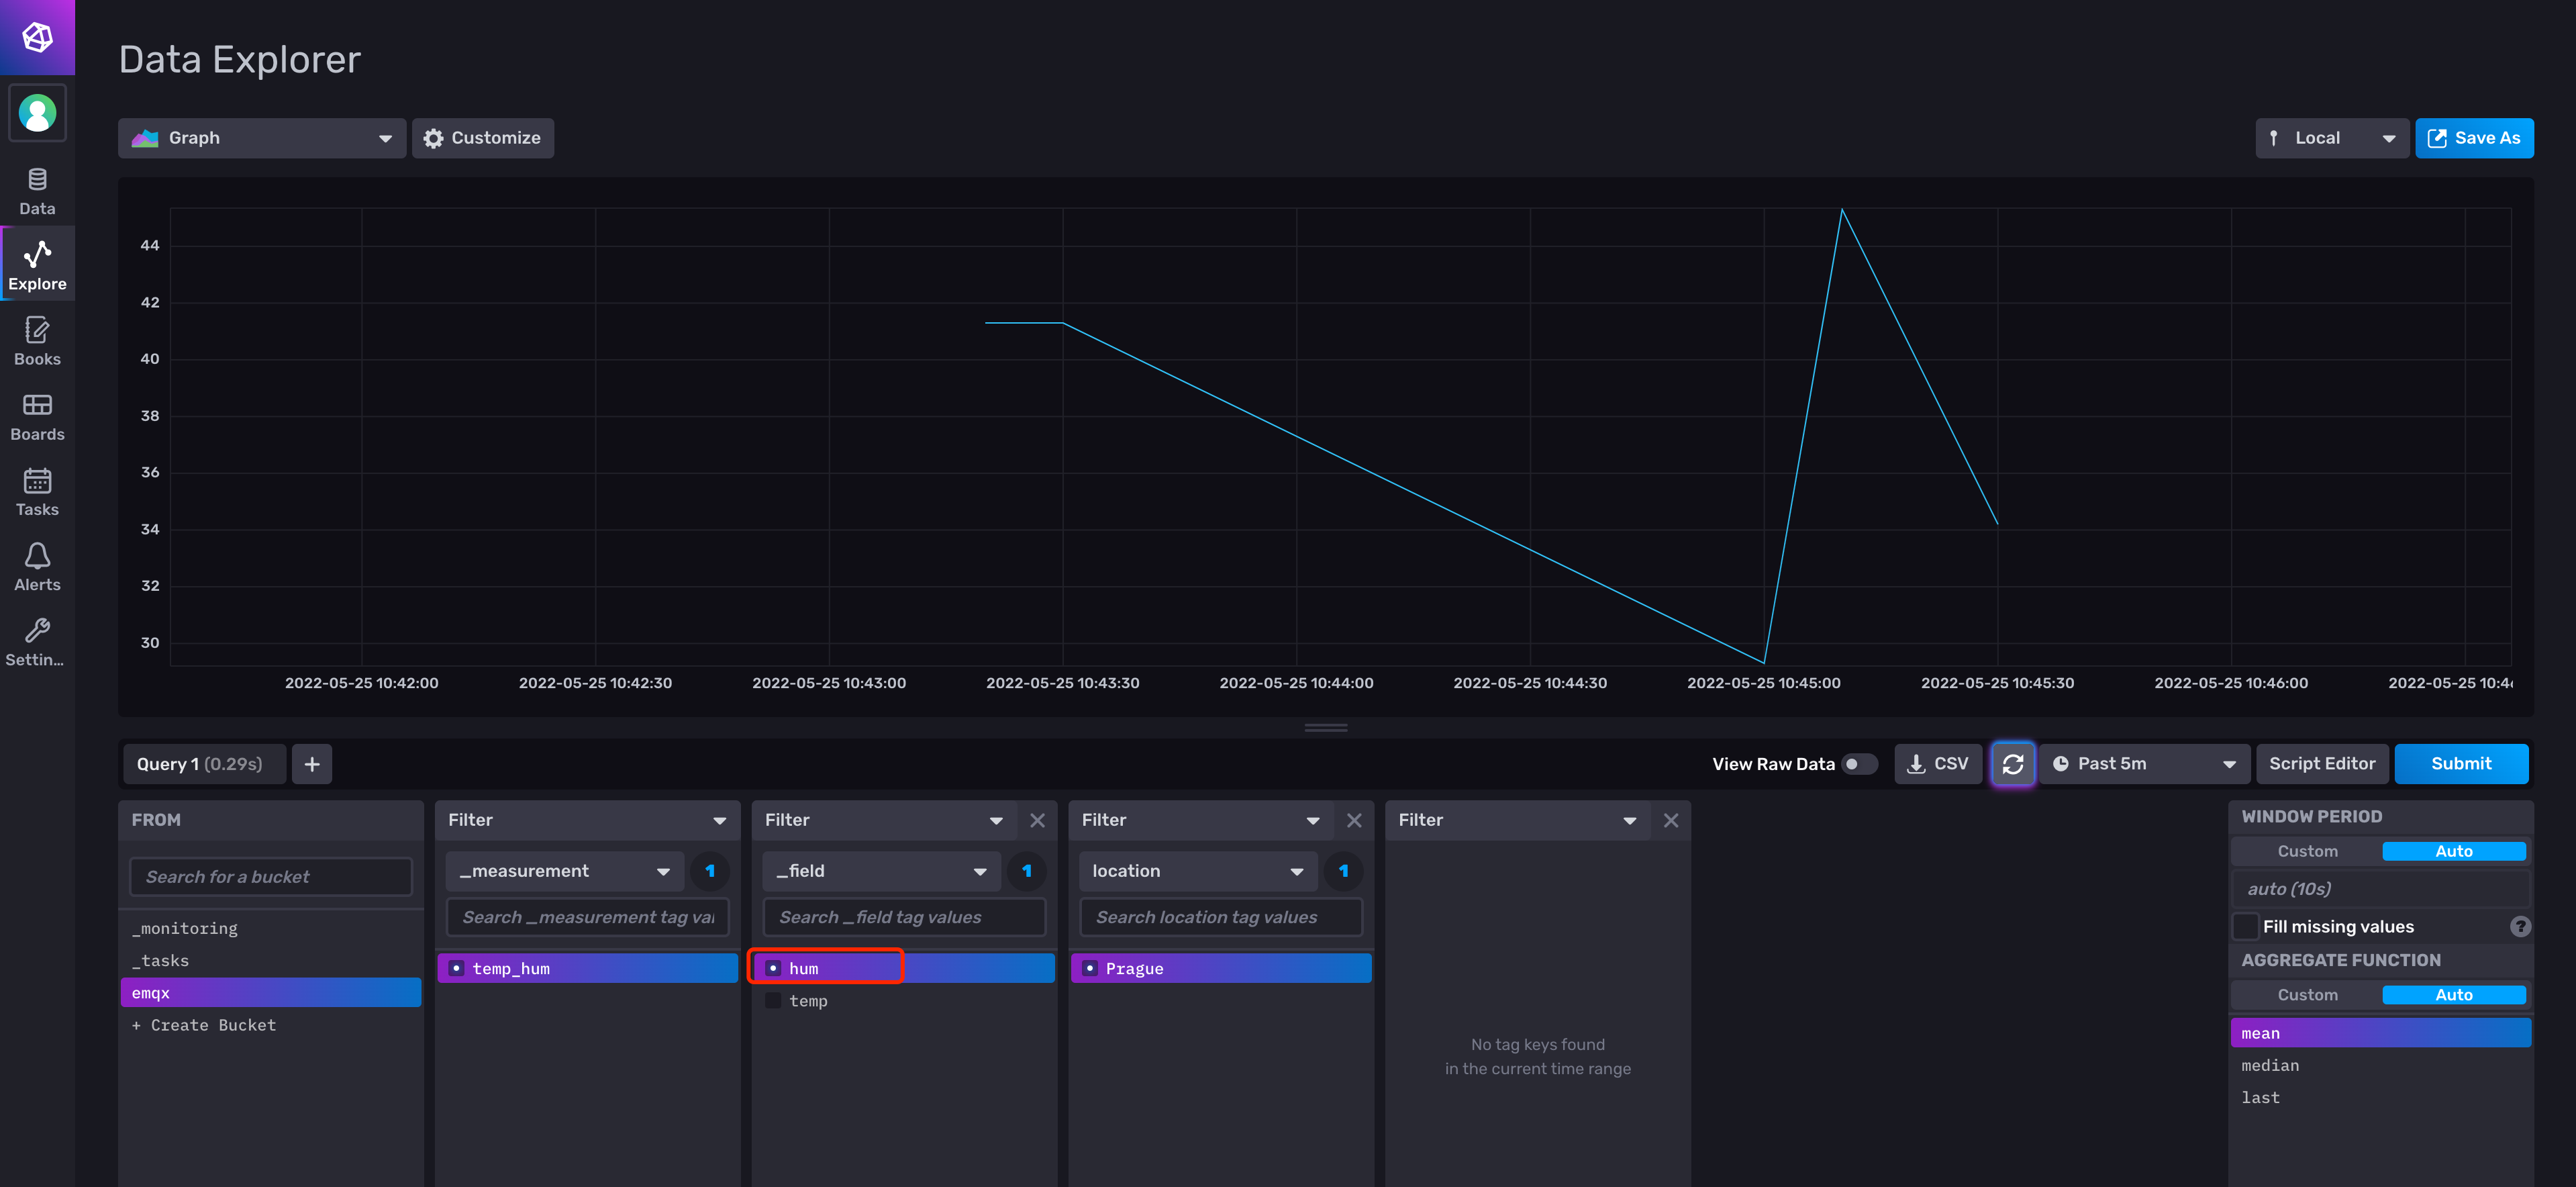 Data Explorer
Graph
Customize
Local
Save As
Data
Explore
Books
Boards
Tasks
Alerts
Settin...
44
42
40
38
36
34
32
30
2022-05-25 10:42:00
2022-05-25 10:42:30
2022-05-25 10:43:00
2022-05-25 10:43:30
2022-05-25 10:44:00
2022-05-25 10:44:30
2022-05-25 10:45:00
2022-05-25 10:45:30
2022-05-25 10:46:00
2022-05-25 10:4
Query 1 (0.29s)
+
View Raw Data
CSV
Past 5m
Script Editor
Submit
FROM
Search for a bucket
_monitoring
_tasks
emqx
+ Create Bucket
Filter
_measurement
1
Search _measurement tag val
temp_hum
Filter
_field
1
Search _field tag values
hum
temp
Filter
location
1
Search location tag values
Prague
Filter
No tag keys found
in the current time range
WINDOW PERIOD
Custom
Auto
auto (10s)
Fill missing values
?
AGGREGATE FUNCTION
Custom
Auto
mean
median
last